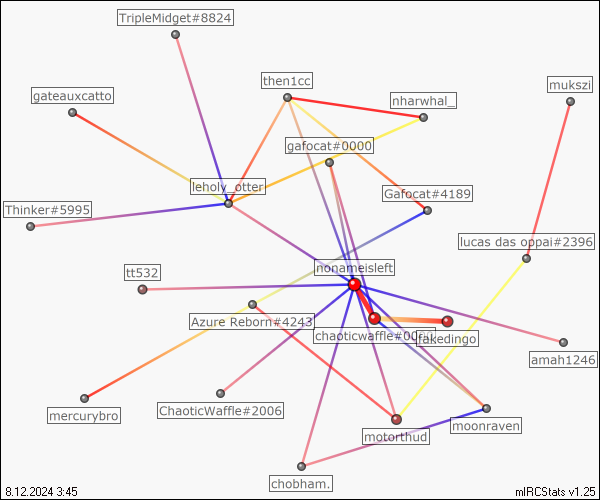 TripleMidget#8824
then1cc
mukszi
gateauxcatto
nharwhal_
gafocat#0000
leholy_otter
Gafocat#4189
Thinker#5995
lucas das oppai#2396
nonameisleft
tt532
Azure Reborn#4243
chaoticwaffle#00
fakedingo
amah1246
mercurybro
ChaoticWaffle#2006
motorthud
moonraven
chobham.
8.12.2024 3:45
mIRCStats v1.25